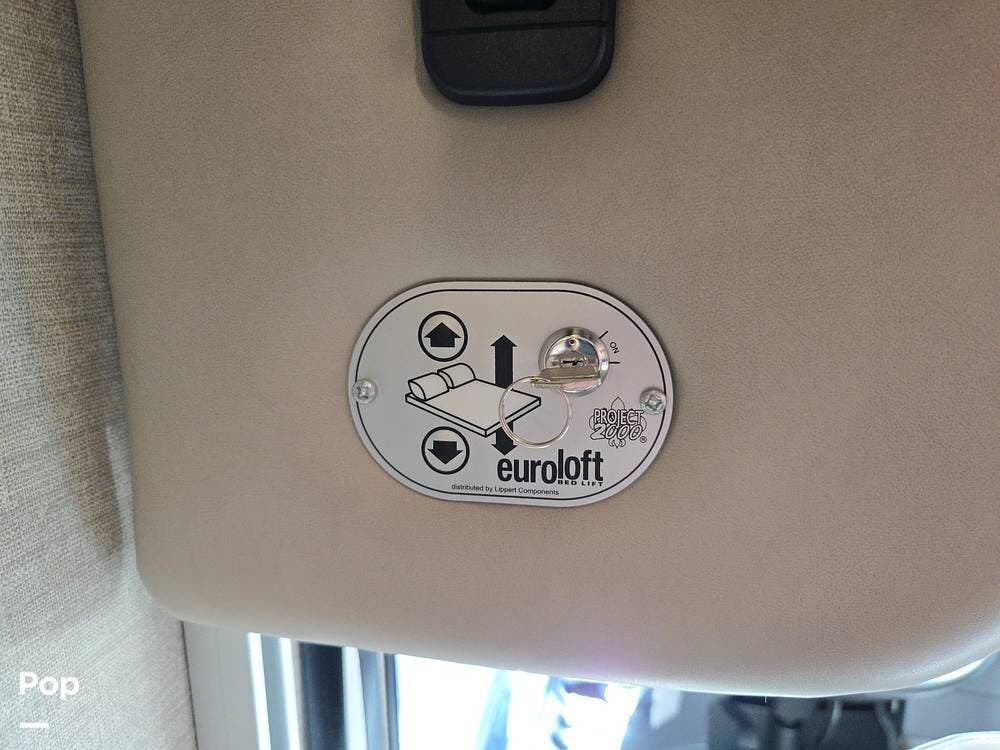 ON
PROJECT
2000®
euroloft
BED LIFT
distributed by Lippert Components
Pop